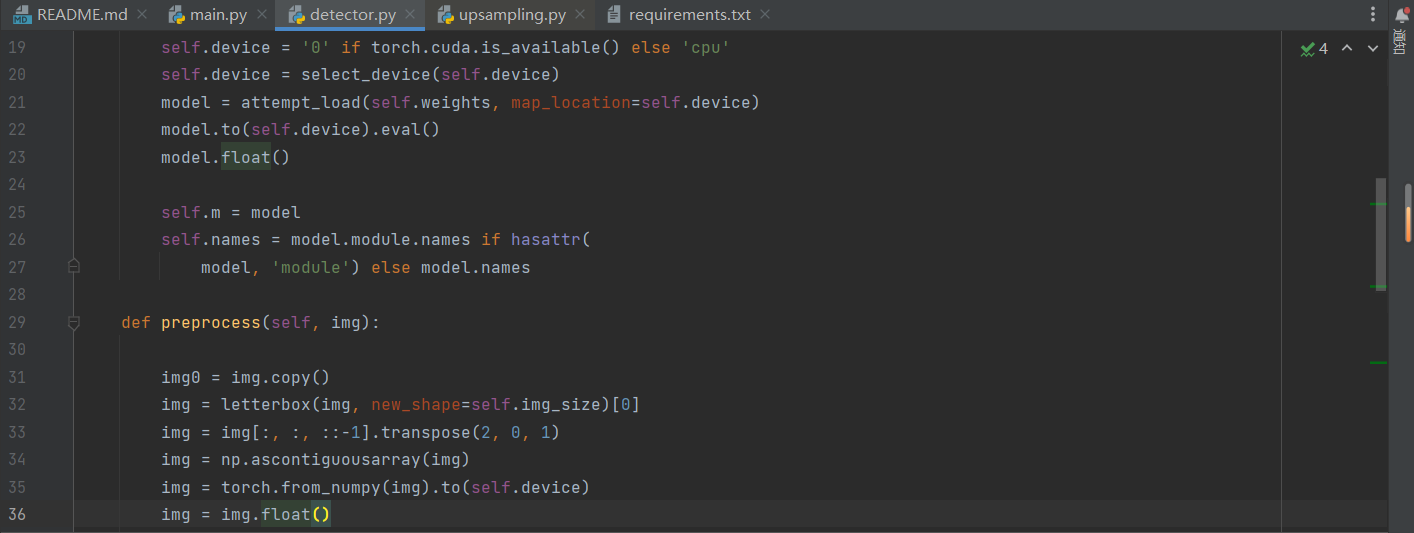 README.md main.py detector.py upsampling.py requirements.txt
MD
通知
4
19 self.device = '0' if torch.cuda.is_available() else 'cpu'
20 self.device = select_device(self.device)
21 model = attempt_load(self.weights, map_location=self.device)
22 model.to(self.device).eval()
23 model.float()
24
25 self.m = model
26 self.names = model.module.names if hasattr(
27 model, 'module') else model.names
28
29 def preprocess(self, img):
30
31 img0 = img.copy()
32 img = letterbox(img, new_shape=self.img_size)[0]
33 img = img[:, :, ::-1].transpose(2, 0, 1)
34 img = np.ascontiguousarray(img)
35 img = torch.from_numpy(img).to(self.device)
36 img = img.float()